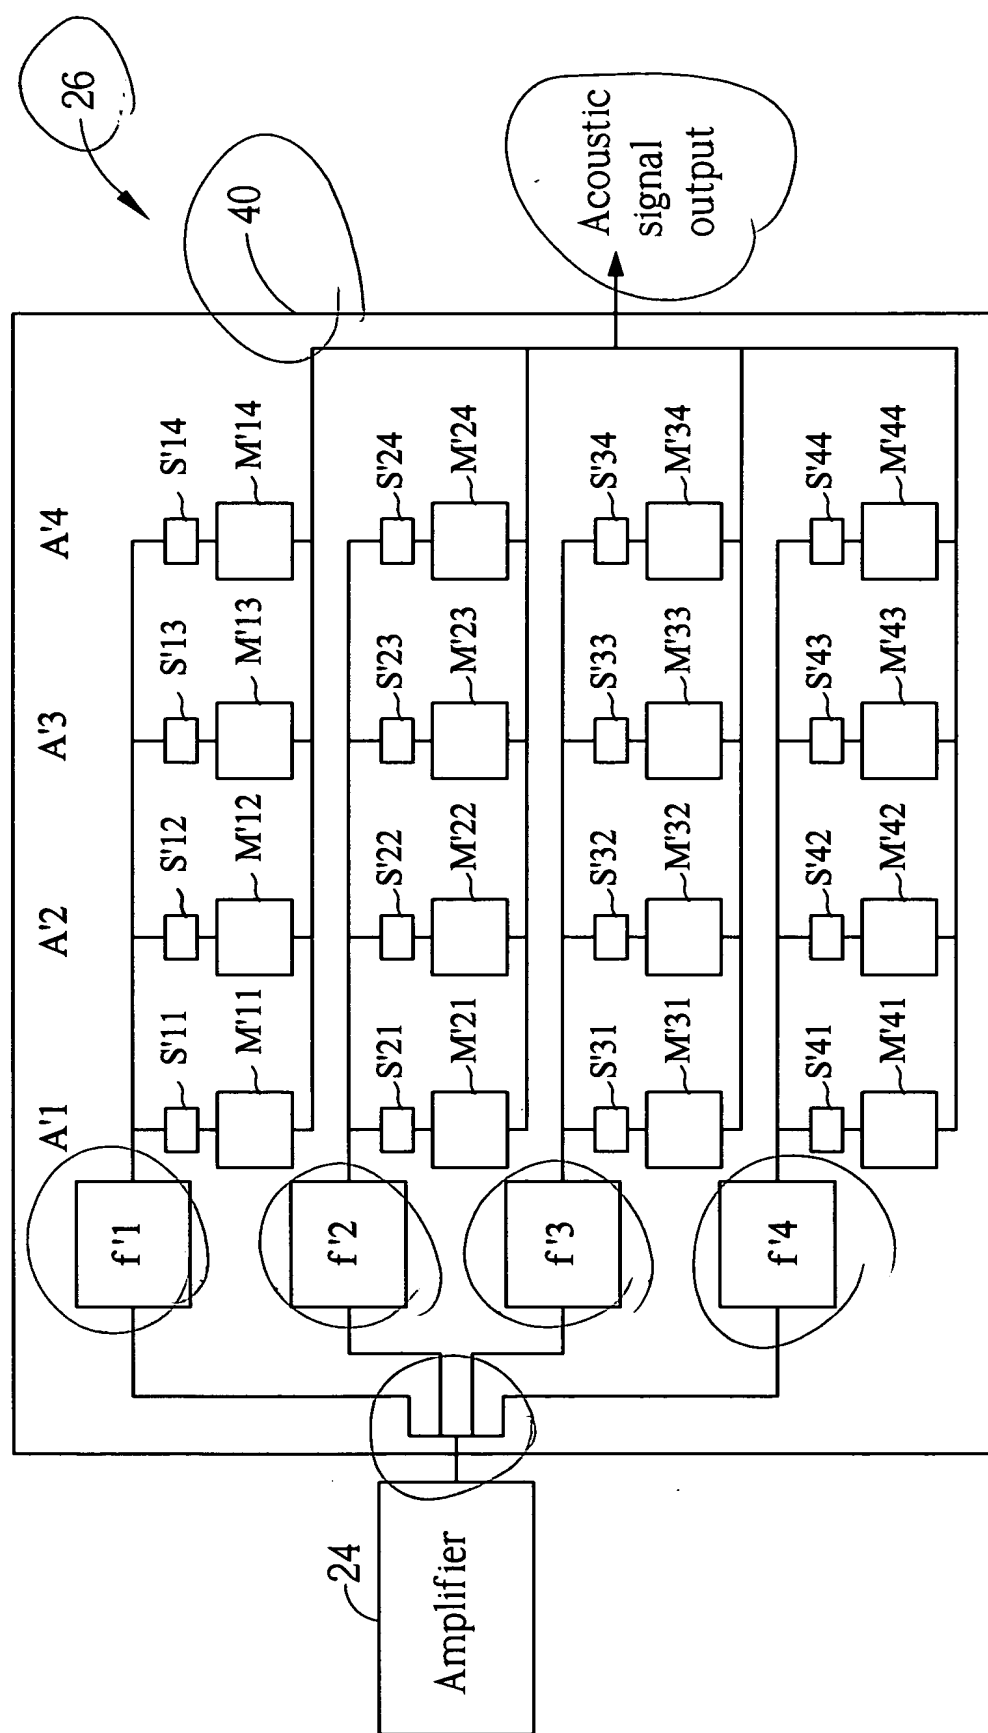 26
40
A'1 A'2 A'3 A'4
f'1
S'11 S'12 S'13 S'14
M'11 M'12 M'13 M'14
f'2
S'21 S'22 S'23 S'24
M'21 M'22 M'23 M'24
24
Amplifier
Acoustic
signal
output
f'3
S'31 S'32 S'33 S'34
M'31 M'32 M'33 M'34
f'4
S'41 S'42 S'43 S'44
M'41 M'42 M'43 M'44